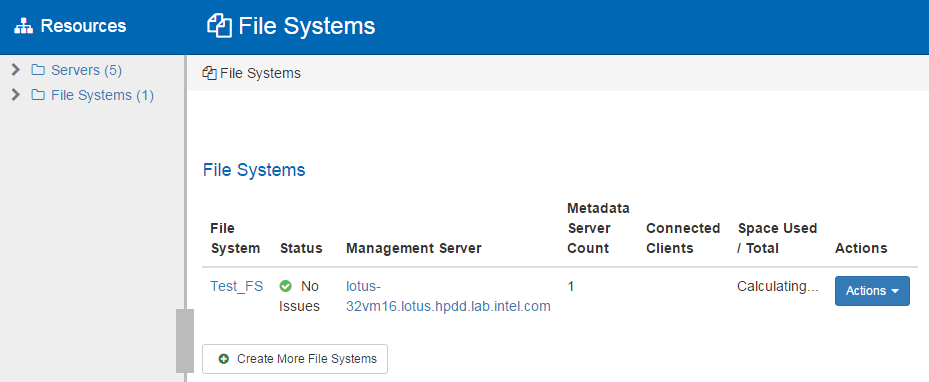 Resources
File Systems
Servers (5)
File Systems (1)
File Systems
File Systems
File
System
Status
Management Server
Metadata
Server
Count
Connected
Clients
Space Used
/ Total
Actions
Test_FS
No
Issues
lotus-
32vm16.lotus.hpdd.lab.intel.com
1
Calculating...
Actions
Create More File Systems